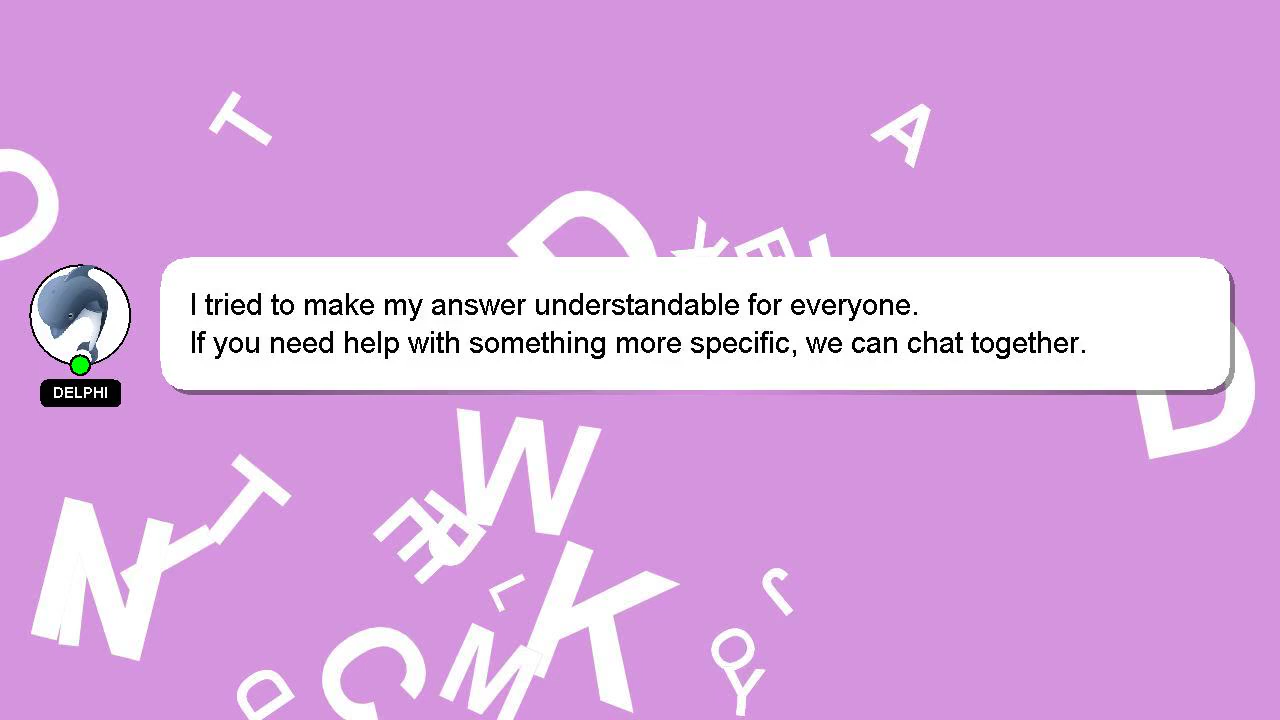 T
A
O
D
K
E
I tried to make my answer understandable for everyone.
If you need help with something more specific, we can chat together.
DELPHI
D
W
T
N
Y
E
R
L
K
J
C
M
O
Y
D